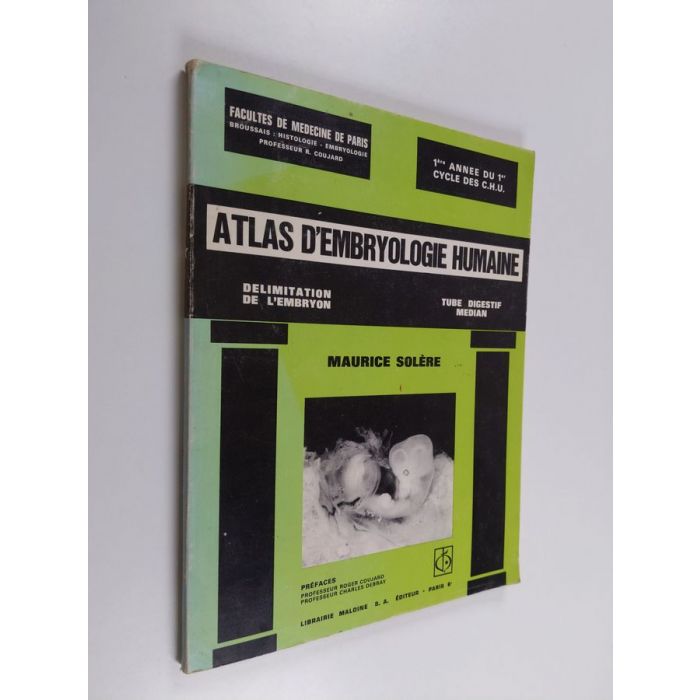 FACULTES DE MEDECINE DE PARIS
BROUSSAIS : HISTOLOGIE - EMBRYOLOGIE
PROFESSEUR R. COUJARD
1ère ANNEE DU 1er
CYCLE DES C.H.U.
ATLAS D'EMBRYOLOGIE HUMAINE
DELIMITATION
DE L'EMBRYON
TUBE DIGESTIF
MEDIAN
MAURICE SOLÈRE
PRÉFACES
PROFESSEUR ROGER COUJARD
PROFESSEUR CHARLES DEBRAY
LIBRAIRIE MALOINE S. A. ÉDITEUR - PARIS 6e